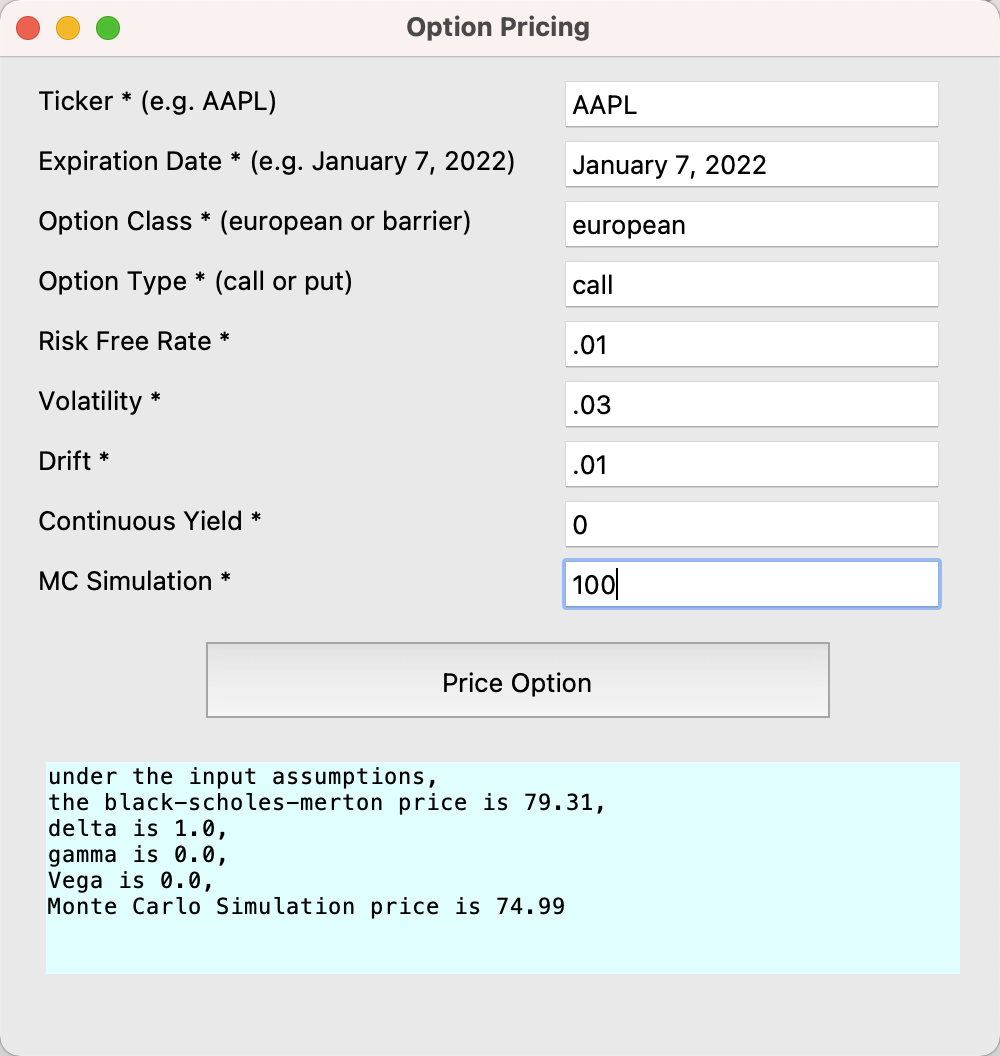 Option Pricing
Ticker * (e.g. AAPL) AAPL
Expiration Date * (e.g. January 7, 2022) January 7, 2022
Option Class * (european or barrier) european
Option Type * (call or put) call
Risk Free Rate * .01
Volatility * .03
Drift * .01
Continuous Yield * 0
MC Simulation * 100
Price Option
under the input assumptions,
the black-scholes-merton price is 79.31,
delta is 1.0,
gamma is 0.0,
Vega is 0.0,
Monte Carlo Simulation price is 74.99